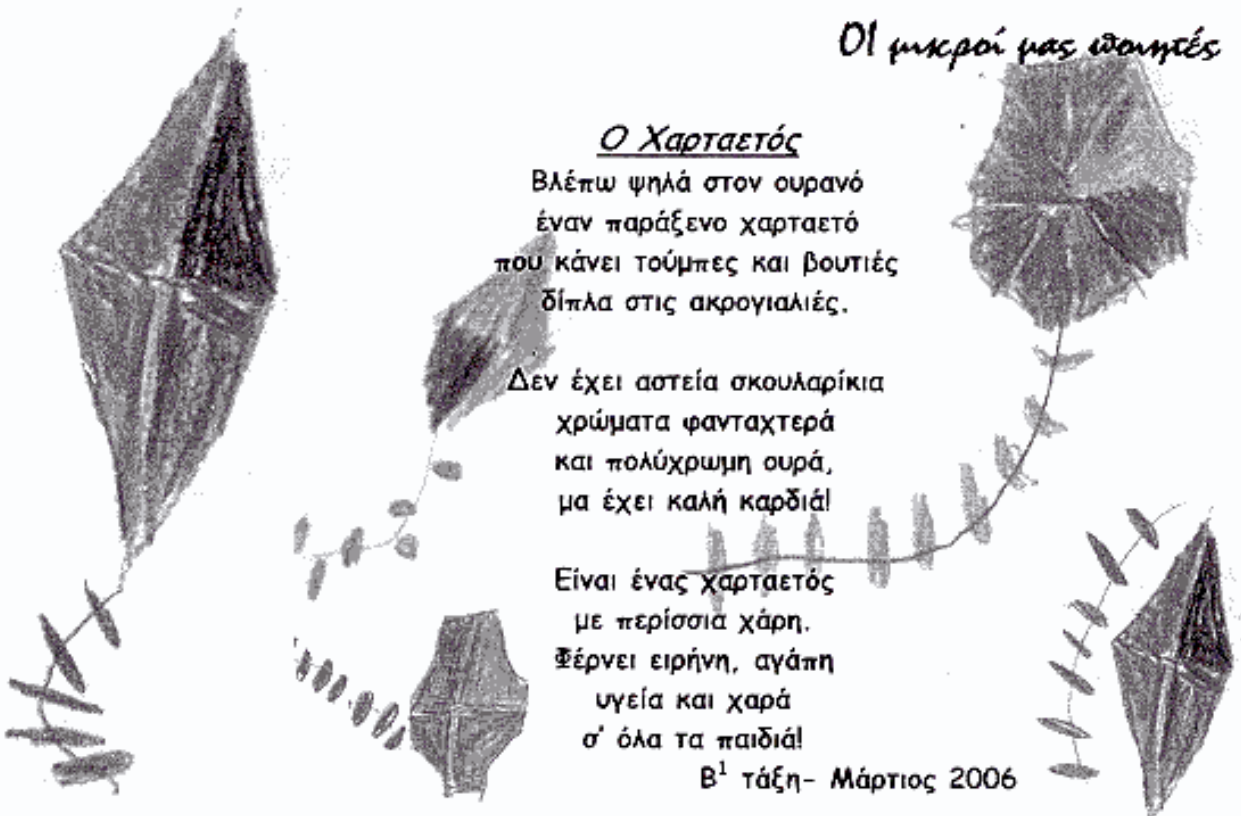 ΟΙ μικροί μας ποιητές
Ο Χαρταετός
Βλέπω ψηλά στον ουρανό
έναν παράξενο χαρταετό
που κάνει τούμπες και βουτιές
δίπλα στις ακρογιαλιές.
Δεν έχει αστεία σκουλαρίκια
χρώματα φανταχτερά
και πολύχρωμη ουρά,
μα έχει καλή καρδιά!
Είναι ένας χαρταετός
με περίσσια χάρη.
Φέρνει ειρήνη, αγάπη
υγεία και χαρά
σ' όλα τα παιδιά!
Β¹ τάξη- Μάρτιος 2006